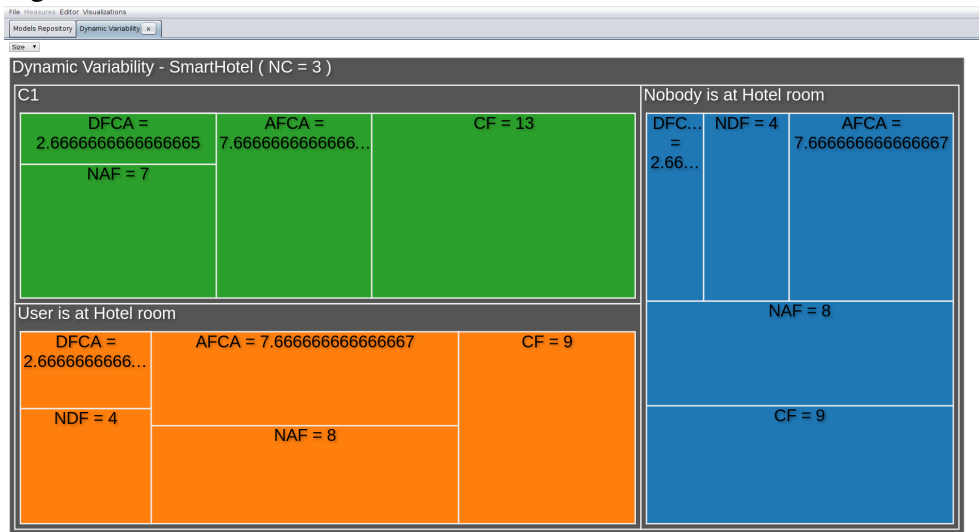 File Measures Editor Visualizations
Models Repository Dynamic Variability x
Size ▼
Dynamic Variability - SmartHotel ( NC = 3 )
C1
DFCA =
2.6666666666666665
AFCA =
7.6666666666666...
CF = 13
NAF = 7
User is at Hotel room
DFCA =
2.6666666666...
AFCA = 7.666666666666667
CF = 9
NDF = 4
NAF = 8
Nobody is at Hotel room
DFC...
=
2.66...
NDF = 4
AFCA =
7.666666666666667
NAF = 8
CF = 9